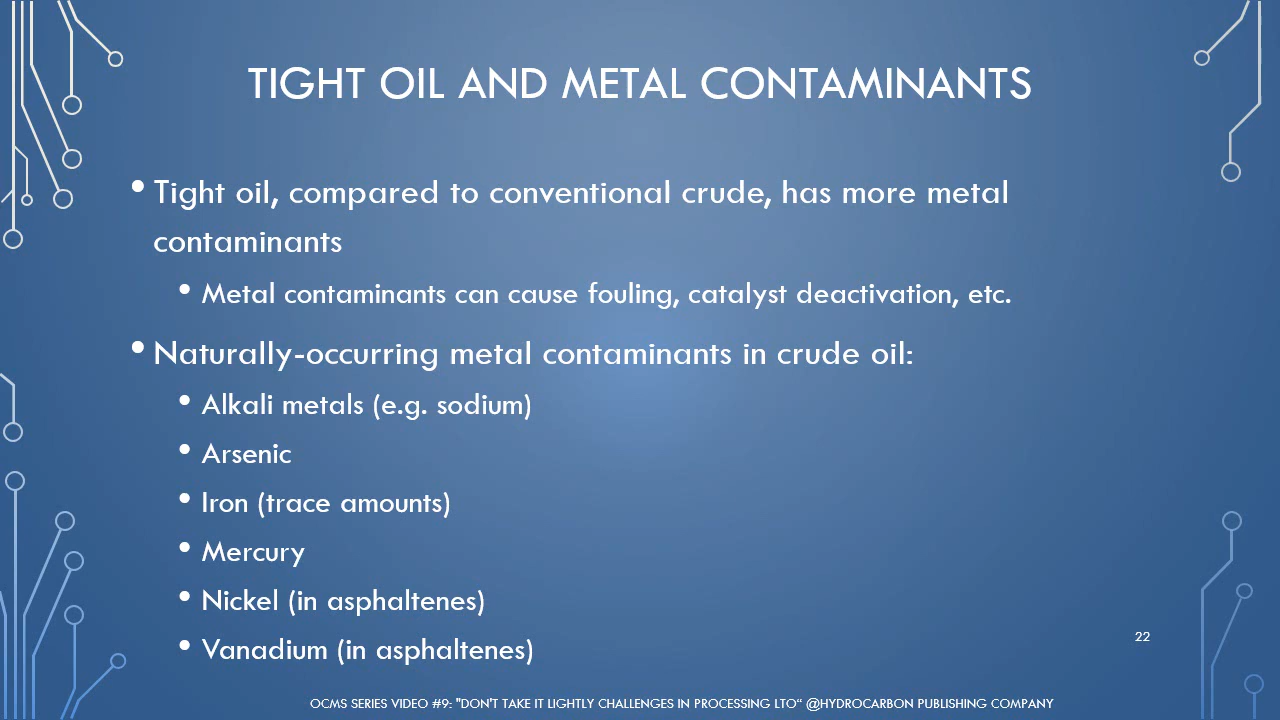 TIGHT OIL AND METAL CONTAMINANTS
• Tight oil, compared to conventional crude, has more metal
contaminants
• Metal contaminants can cause fouling, catalyst deactivation, etc.
• Naturally-occurring metal contaminants in crude oil:
• Alkali metals (e.g. sodium)
• Arsenic
• Iron (trace amounts)
• Mercury
• Nickel (in asphaltenes)
• Vanadium (in asphaltenes)
22
OCMS SERIES VIDEO #9: "DON'T TAKE IT LIGHTLY CHALLENGES IN PROCESSING LTO" @HYDROCARBON PUBLISHING COMPANY